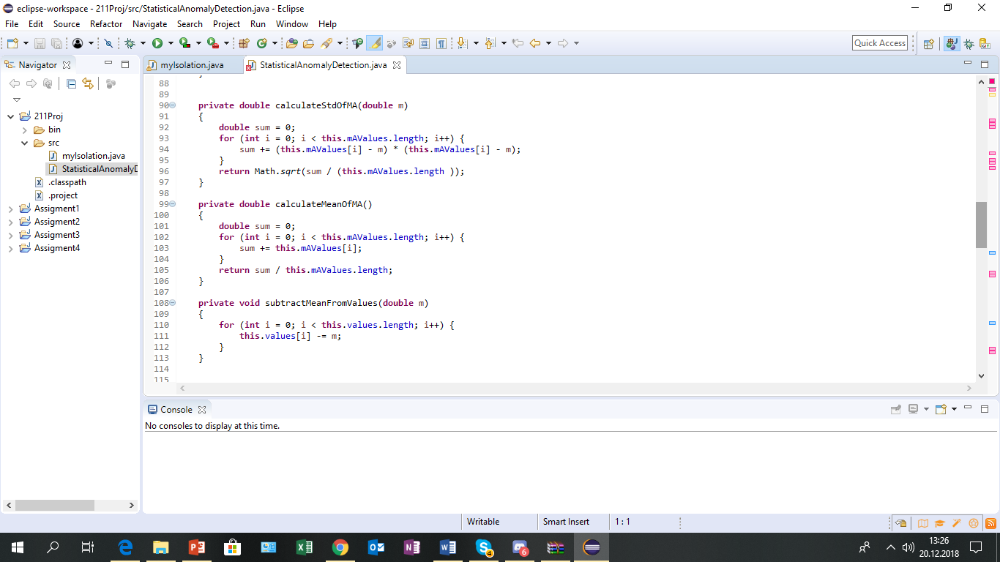 eclipse-workspace - 211Proj/src/StatisticalAnomalyDetection.java - Eclipse
File Edit Source Refactor Navigate Search Project Run Window Help
Quick Access
Navigator
211Proj
bin
src
myIsolation.java
StatisticalAnomalyD
.classpath
.project
Assigment1
Assigment2
Assigment3
Assigment4
myIsolation.java StatisticalAnomalyDetection.java
88
89
90 private double calculateStdOfMA(double m)
91 {
92 double sum = 0;
93 for (int i = 0; i < this.mAValues.length; i++) {
94 sum += (this.mAValues[i] - m) * (this.mAValues[i] - m);
95 }
96 return Math.sqrt(sum / (this.mAValues.length ));
97 }
98
99 private double calculateMeanOfMA()
100 {
101 double sum = 0;
102 for (int i = 0; i < this.mAValues.length; i++) {
103 sum += this.mAValues[i];
104 }
105 return sum / this.mAValues.length;
106 }
107
108 private void subtractMeanFromValues(double m)
109 {
110 for (int i = 0; i < this.values.length; i++) {
111 this.values[i] -= m;
112 }
113 }
114
115
Console
No consoles to display at this time.
Writable Smart Insert 1 : 1
13:26
20.12.2018